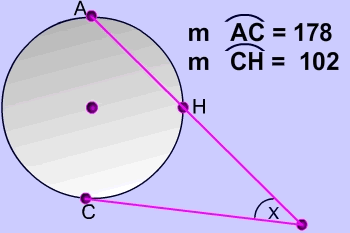 A
m AC = 178
m CH = 102
H
C
x